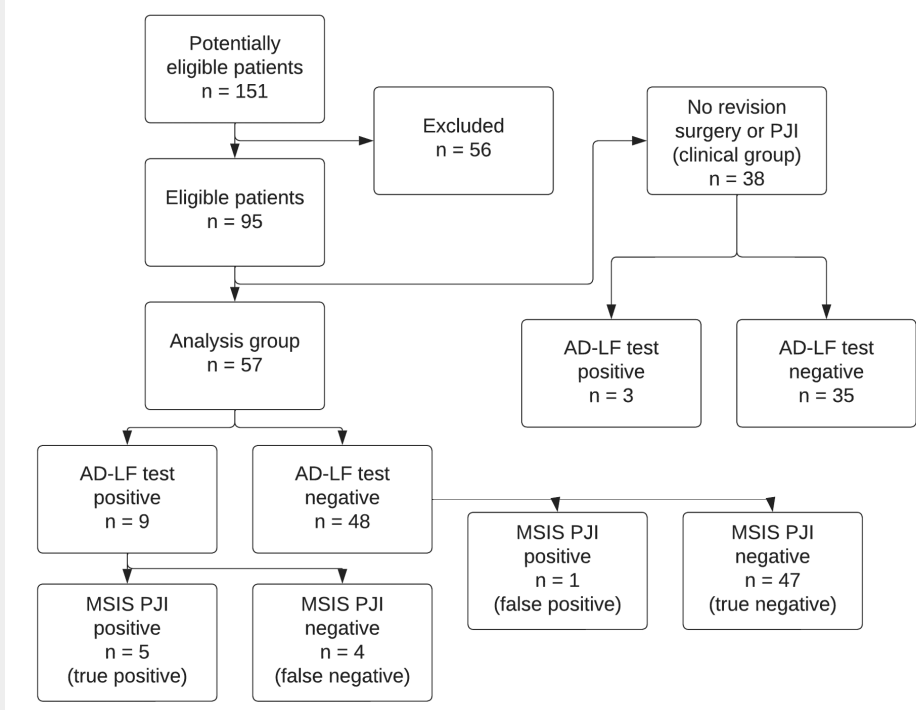 Potentially
eligible patients
n = 151
Excluded
n = 56
No revision
surgery or PJI
(clinical group)
n = 38
Eligible patients
n = 95
Analysis group
n = 57
AD-LF test
positive
n = 3
AD-LF test
negative
n = 35
AD-LF test
positive
n = 9
AD-LF test
negative
n = 48
MSIS PJI
positive
n = 1
(false positive)
MSIS PJI
negative
n = 47
(true negative)
MSIS PJI
positive
n = 5
(true positive)
MSIS PJI
negative
n = 4
(false negative)